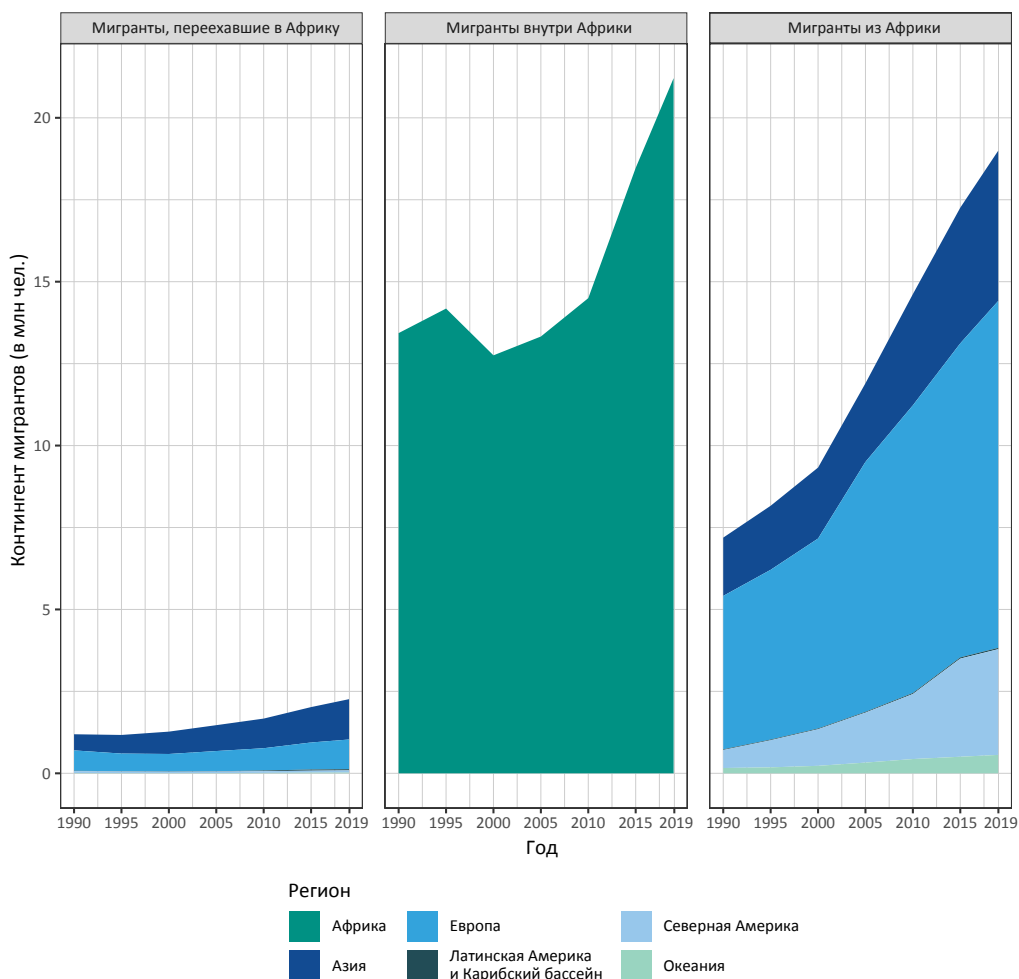 Мигранты, переехавшие в Африку
Мигранты внутри Африки
Мигранты из Африки
Контингент мигрантов (в млн чел.)
20
15
10
5
0
1990 1995 2000 2005 2010 2015 2019
1990 1995 2000 2005 2010 2015 2019
1990 1995 2000 2005 2010 2015 2019
Год
Регион
Африка
Европа
Северная Америка
Азия
Латинская Америка
и Карибский бассейн
Океания